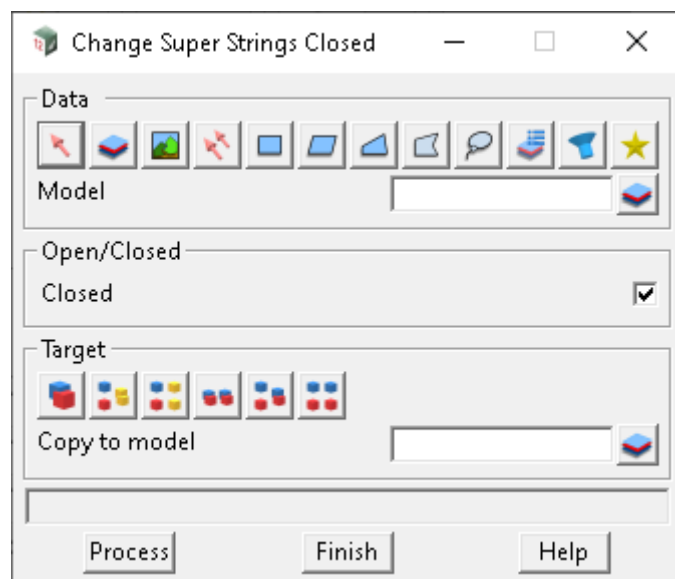 Change Super Strings Closed
Data
Model
Open/Closed
Closed
Target
Copy to model
Process Finish Help